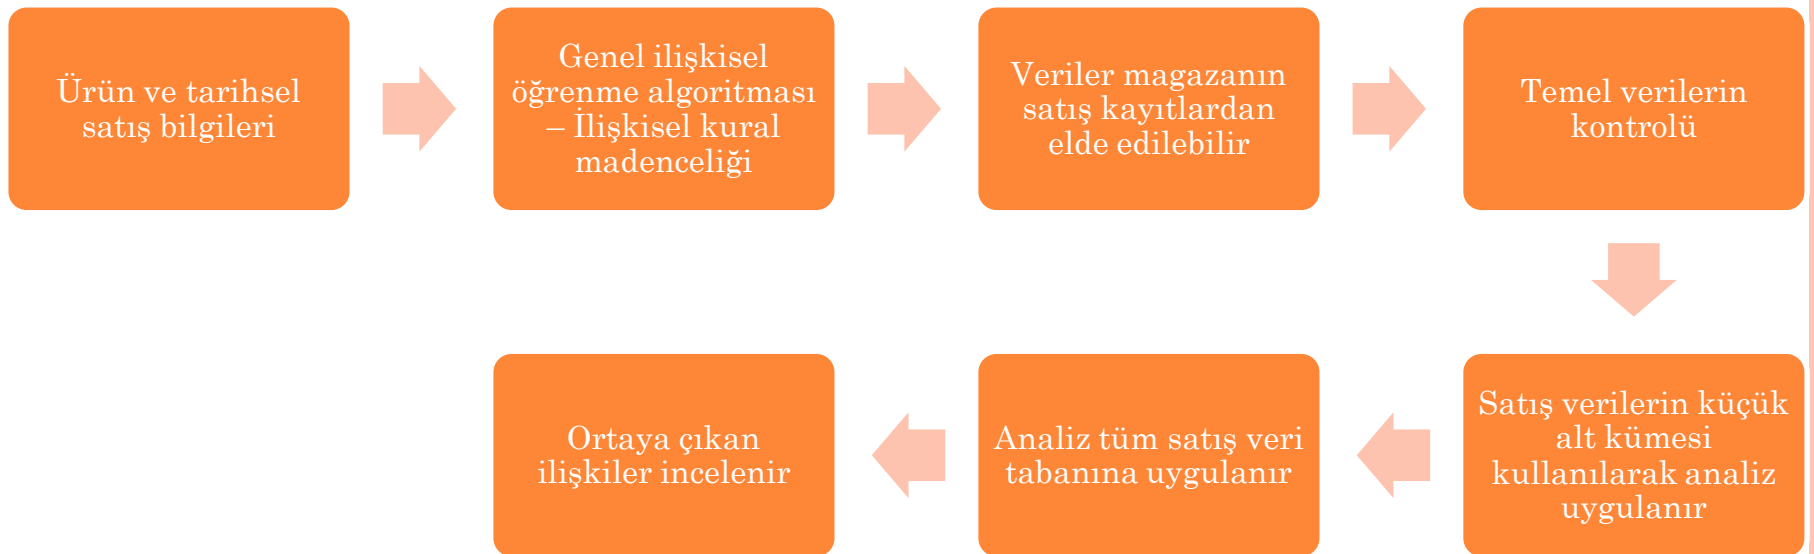 Ürün ve tarihsel
satış bilgileri
Genel ilişkisel
öğrenme algoritması
– İlişkisel kural
madenceliği
Veriler magazanın
satış kayıtlardan
elde edilebilir
Temel verilerin
kontrolü
Satış verilerin küçük
alt kümesi
kullanılarak analiz
uygulanır
Analiz tüm satış veri
tabanına uygulanır
Ortaya çıkan
ilişkiler incelenir